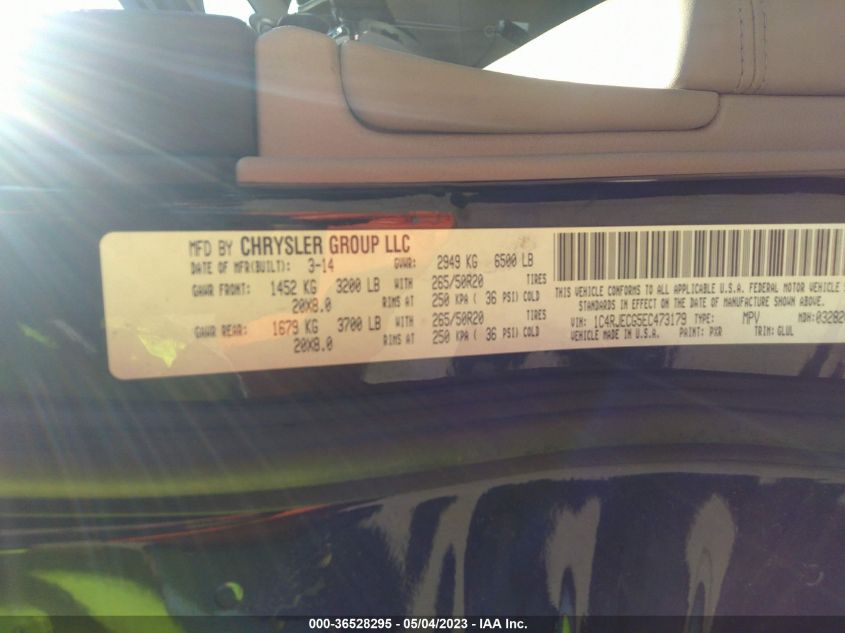 MFD BY CHRYSLER GROUP LLC
DATE OF MFR(BUILT): 3-14 GVWR: 2949 KG 6500 LB
GAWR FRONT: 1452 KG 3200 LB WITH 265/50R20 TIRES
20X8.0 RIMS AT 250 KPA ( 36 PSI) COLD
GAWR REAR: 1679 KG 3700 LB WITH 265/50R20 TIRES
20X8.0 RIMS AT 250 KPA ( 36 PSI) COLD
THIS VEHICLE CONFORMS TO ALL APPLICABLE U.S.A. FEDERAL MOTOR VEHICLE
STANDARDS IN EFFECT ON THE DATE OF MANUFACTURE SHOWN ABOVE.
VIN: 1C4RJECG5EC473179 TYPE: MPV MDH: 03282
VEHICLE MADE IN U.S.A. PAINT: PXR TRIM: GLUL
000-36528295 - 05/04/2023 - IAA Inc.